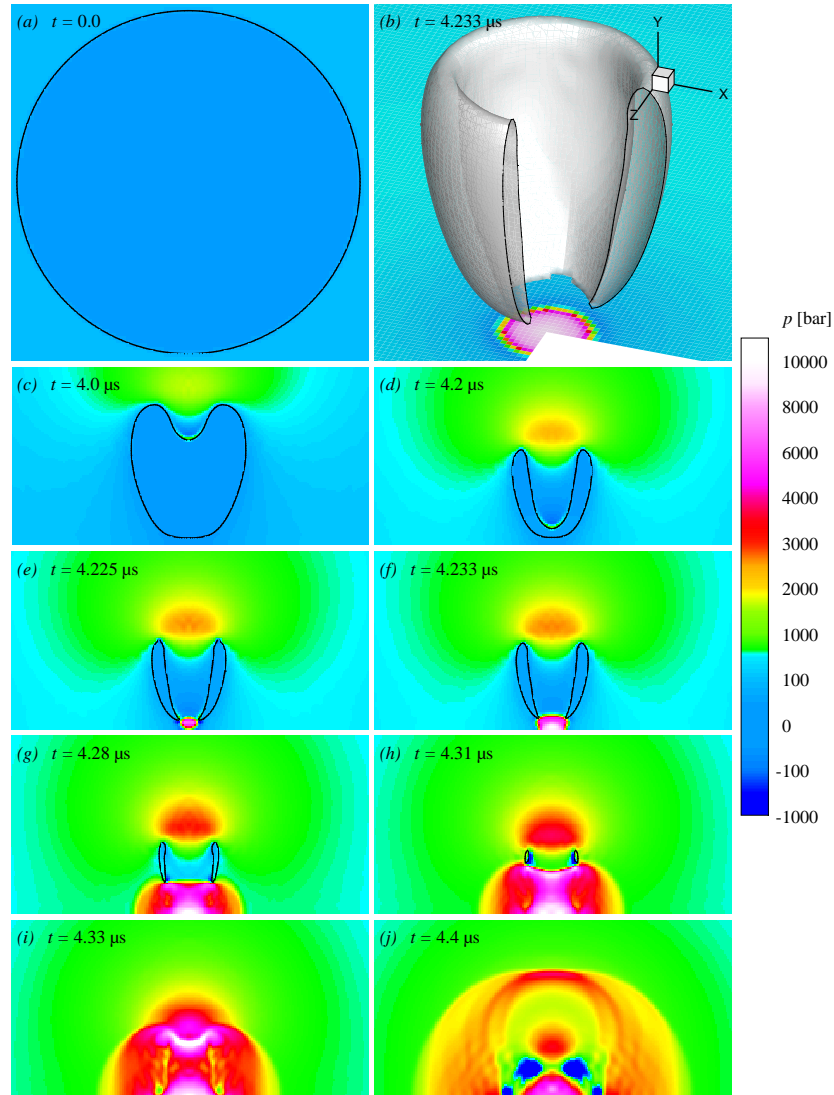 (a) t = 0.0
(b) t = 4.233 µs
Y
X
Z
p [bar]
10000
8000
6000
4000
3000
2000
1000
100
0
-100
-1000
(c) t = 4.0 µs
(d) t = 4.2 µs
(e) t = 4.225 µs
(f) t = 4.233 µs
(g) t = 4.28 µs
(h) t = 4.31 µs
(i) t = 4.33 µs
(j) t = 4.4 µs